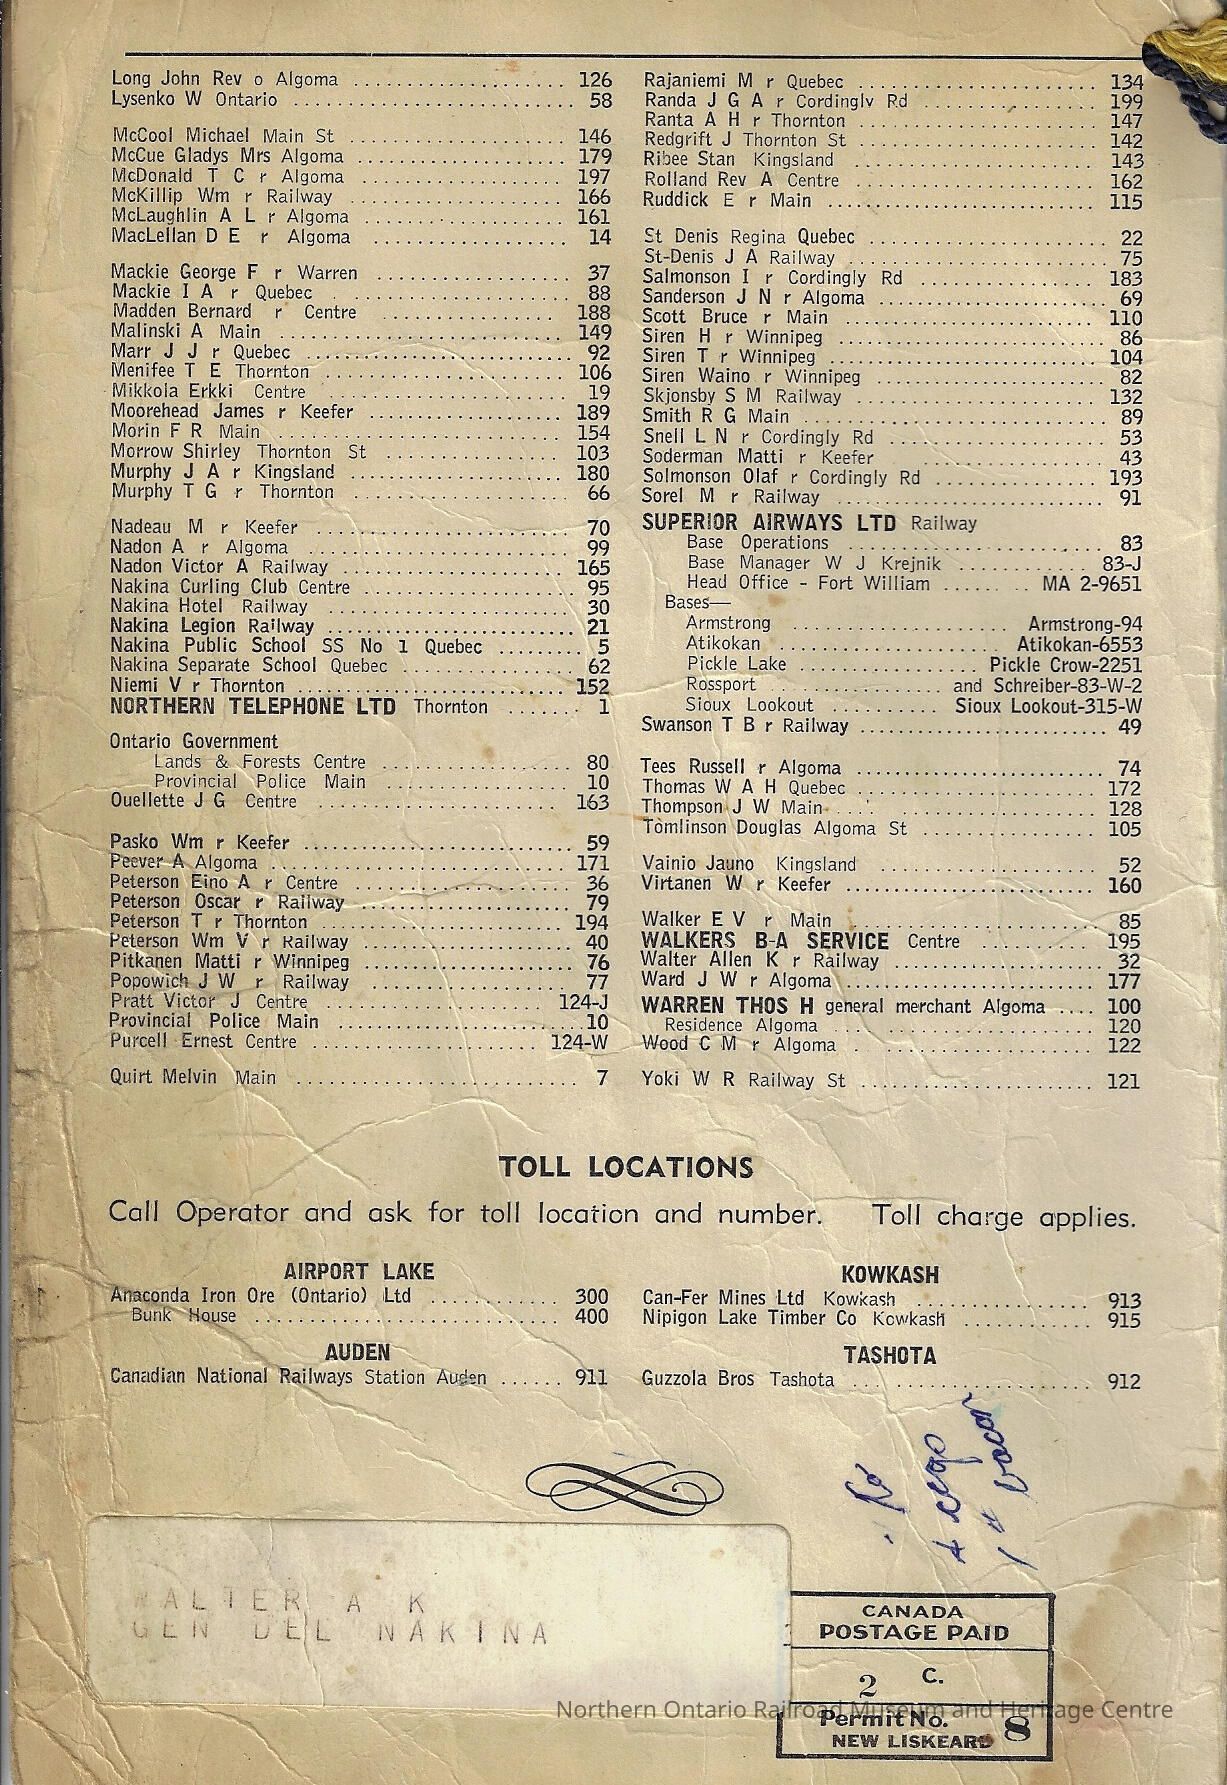 Long John Rev o Algoma ...................... 126
Lysenko W Ontario .......................... 58
McCool Michael Main St ..................... 146
McCue Gladys Mrs Algoma .................... 179
McDonald T C r Algoma ...................... 197
McKillip Wm r Railway ...................... 166
McLaughlin A L r Algoma .................... 161
MacLellan D E r Algoma ..................... 14
Mackie George F r Warren ................... 37
Mackie I A r Quebec ........................ 88
Madden Bernard r Centre .................... 188
Malinski A Main ............................ 149
Marr J J r Quebec .......................... 92
Menifee T E Thornton ....................... 106
Mikkola Erkki Centre ....................... 19
Moorehead James r Keefer ................... 189
Morin F R Main ............................. 154
Morrow Shirley Thornton St ................. 103
Murphy J A r Kingsland ..................... 180
Murphy T G r Thornton ...................... 66
Nadeau M r Keefer .......................... 70
Nadon A r Algoma ........................... 99
Nadon Victor A Railway ..................... 165
Nakina Curling Club Centre ................. 95
Nakina Hotel Railway ....................... 30
Nakina Legion Railway ...................... 21
Nakina Public School SS No 1 Quebec ......... 5
Nakina Separate School Quebec .............. 62
Niemi V r Thornton ......................... 152
NORTHERN TELEPHONE LTD Thornton ....... 1
Ontario Government
Lands & Forests Centre ..................... 80
Provincial Police Main ..................... 10
Ouellette J G Centre ....................... 163
Pasko Wm r Keefer .......................... 59
Peever A Algoma ............................ 171
Peterson Eino A r Centre ................... 36
Peterson Oscar r Railway ................... 79
Peterson T r Thornton ...................... 194
Peterson Wm V r Railway .................... 40
Pitkanen Matti r Winnipeg .................. 76
Popowich J W r Railway ..................... 77
Pratt Victor J Centre ...................... 124-J
Provincial Police Main ..................... 10
Purcell Ernest Centre ...................... 124-W
Quirt Melvin Main .......................... 7
Rajaniemi M r Quebec ....................... 134
Randa J G A r Cordingly Rd ................. 199
Ranta A H r Thornton ....................... 147
Redgrift J Thornton St ..................... 142
Ribee Stan Kingsland ....................... 143
Rolland Rev A Centre ....................... 162
Ruddick E r Main ........................... 115
St Denis Regina Quebec ..................... 22
St-Denis J A Railway ....................... 75
Salmonson I r Cordingly Rd ................. 183
Sanderson J N r Algoma ..................... 69
Scott Bruce r Main ......................... 110
Siren H r Winnipeg ......................... 86
Siren T r Winnipeg ......................... 104
Siren Waino r Winnipeg ..................... 82
Skjonsby S M Railway ....................... 132
Smith R G Main ............................. 89
Snell L N r Cordingly Rd ................... 53
Soderman Matti r Keefer .................... 43
Solmonson Olaf r Cordingly Rd .............. 193
Sorel M r Railway .......................... 91
SUPERIOR AIRWAYS LTD Railway
Base Operations ............................ 83
Base Manager W J Krejnik ............. 83-J
Head Office - Fort William ......... MA 2-9651
Bases—
Armstrong ....................... Armstrong-94
Atikokan ....................... Atikokan-6553
Pickle Lake .................. Pickle Crow-2251
Rossport ............... and Schreiber-83-W-2
Sioux Lookout .......... Sioux Lookout-315-W
Swanson T B r Railway ...................... 49
Tees Russell r Algoma ...................... 74
Thomas W A H Quebec ........................ 172
Thompson J W Main .......................... 128
Tomlinson Douglas Algoma St ................ 105
Vainio Jauno Kingsland ..................... 52
Virtanen W r Keefer ........................ 160
Walker E V r Main .......................... 85
WALKERS B-A SERVICE Centre ........... 195
Walter Allen K r Railway ................... 32
Ward J W r Algoma .......................... 177
WARREN THOS H general merchant Algoma .... 100
Residence Algoma ........................... 120
Wood C M r Algoma .......................... 122
Yoki W R Railway St ........................ 121
TOLL LOCATIONS
Call Operator and ask for toll location and number. Toll charge applies.
AIRPORT LAKE
Anaconda Iron Ore (Ontario) Ltd ............ 300
Bunk House ................................. 400
AUDEN
Canadian National Railways Station Auden ...... 911
KOWKASH
Can-Fer Mines Ltd Kowkash .................. 913
Nipigon Lake Timber Co Kowkash ............. 915
TASHOTA
Guzzola Bros Tashota ....................... 912
WALTER A K
GEN DEL NAKINA
CANADA
POSTAGE PAID
2 C.
Permit No. 8
NEW LISKEARD
Northern Ontario Railroad Museum and Heritage Centre